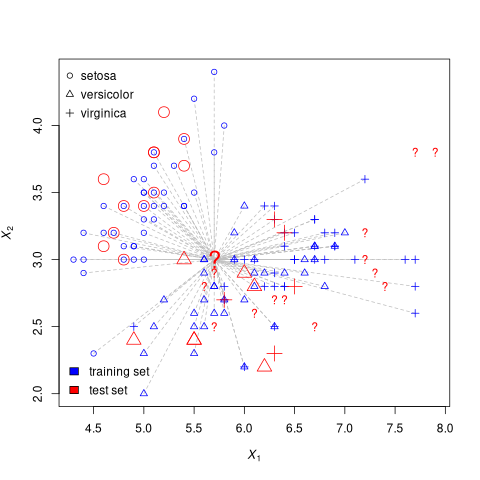 setosa
versicolor
virginica
4.0
3.5
3.0
2.5
2.0
X2
? ?
?
?
?
?
?
? ?
? ?
?
? ?
training set
test set
4.5 5.0 5.5 6.0 6.5 7.0 7.5 8.0
X1